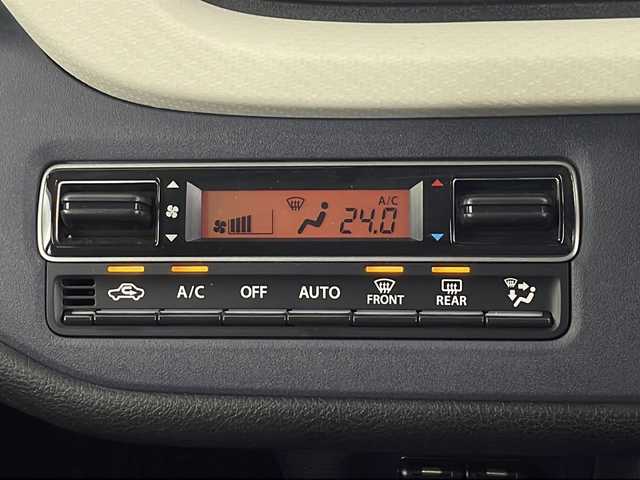 A/C
24.0
A/C OFF AUTO FRONT REAR